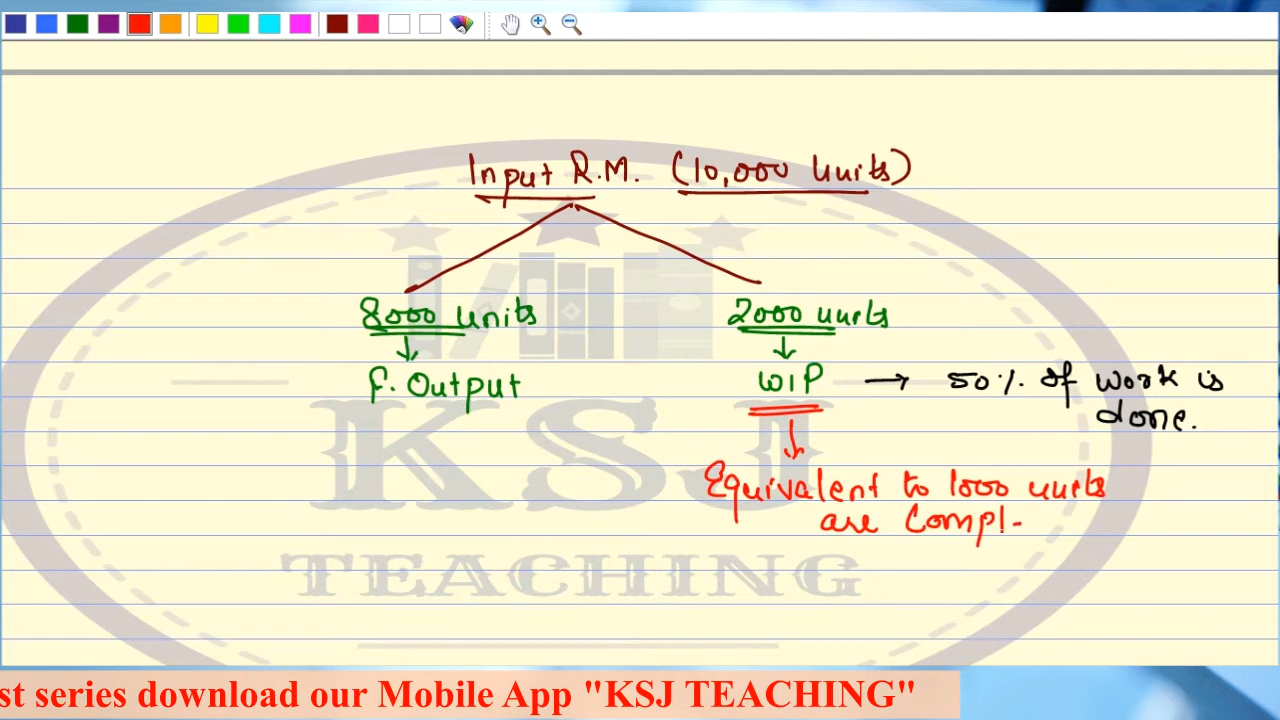 Input R.M. (10,000 units)
8000 units
2000 units
↓
↓
F. Output
WIP → 50% of work is
done.
↓
Equivalent to 1000 units
are Compl.
KSJ
TEACHING
st series download our Mobile App "KSJ TEACHING"